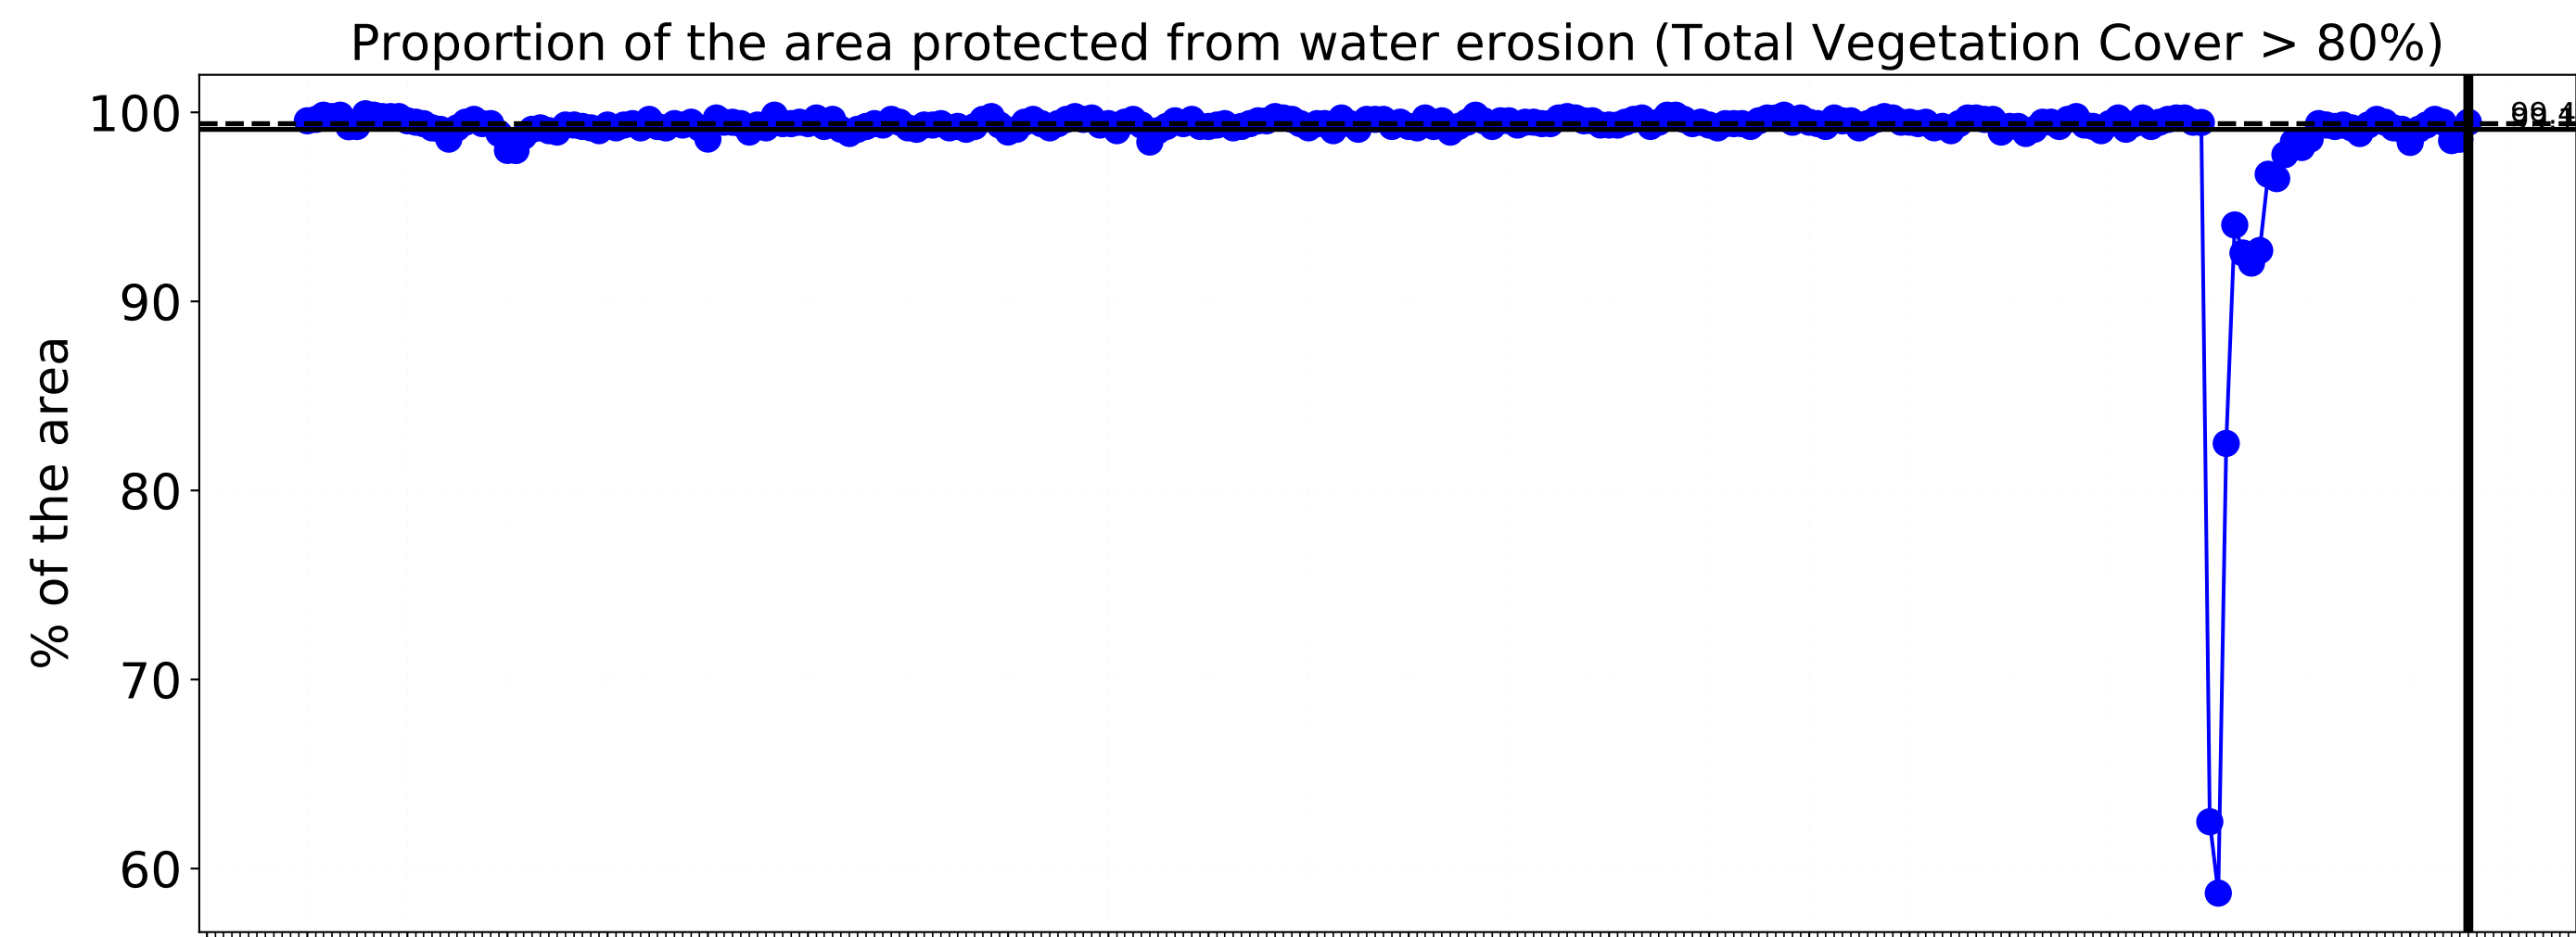 Proportion of the area protected from water erosion (Total Vegetation Cover > 80%)
% of the area
100
90
80
70
60